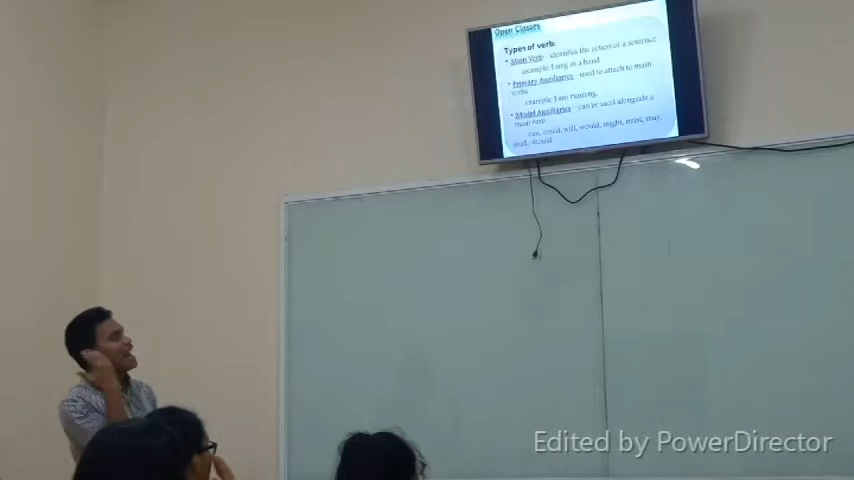 Open Classes
Types of verb:
• Main Verb – identifies the action of a sentence
example: I sing in a band
• Primary Auxiliaries – used to attach to main
verbs
example: I am running.
• Modal Auxiliaries – can be used alongside a
main verb
can, could, will, would, might, must, may,
shall, should
Edited by PowerDirector